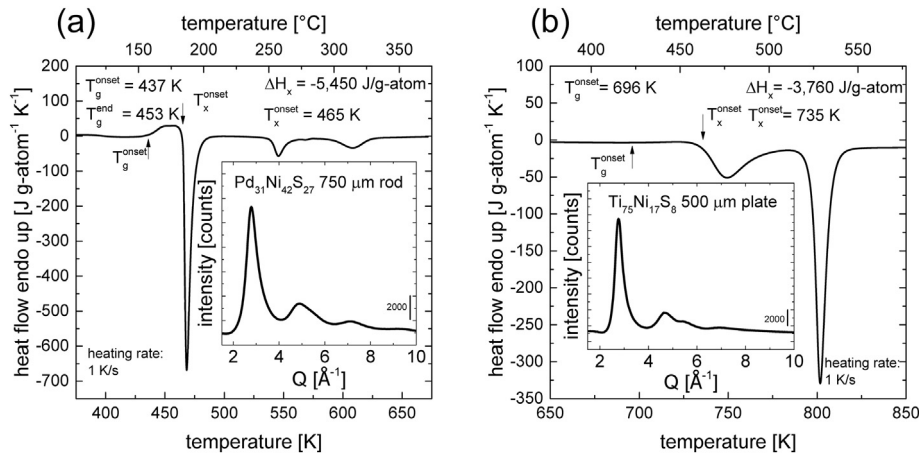 (a)
temperature [°C]
150 200 250 300 350
200
150
100
50
0
-50
-100
-200
-300
-400
-500
-600
-700
heat flow endo up [J g-atom⁻¹ K⁻¹]
T_g^onset = 437 K
T_g^end = 453 K
T_x^onset
ΔH_x = -5,450 J/g-atom
T_x^onset = 465 K
T_g^onset
Pd₃₁Ni₄₂S₂₇ 750 μm rod
intensity [counts]
2000
2 4 6 8 10
Q [Å⁻¹]
heating rate:
1 K/s
400 450 500 550 600 650
temperature [K]
(b)
temperature [°C]
400 450 500 550
100
50
0
-50
-100
-150
-200
-250
-300
-350
heat flow endo up [J g-atom⁻¹ K⁻¹]
T_g^onset = 696 K
ΔH_x = -3,760 J/g-atom
T_x^onset
T_x^onset = 735 K
T_g^onset
Ti₇₅Ni₁₇S₈ 500 μm plate
intensity [counts]
2000
2 4 6 8 10
Q [Å⁻¹]
heating rate:
1 K/s
650 700 750 800 850
temperature [K]